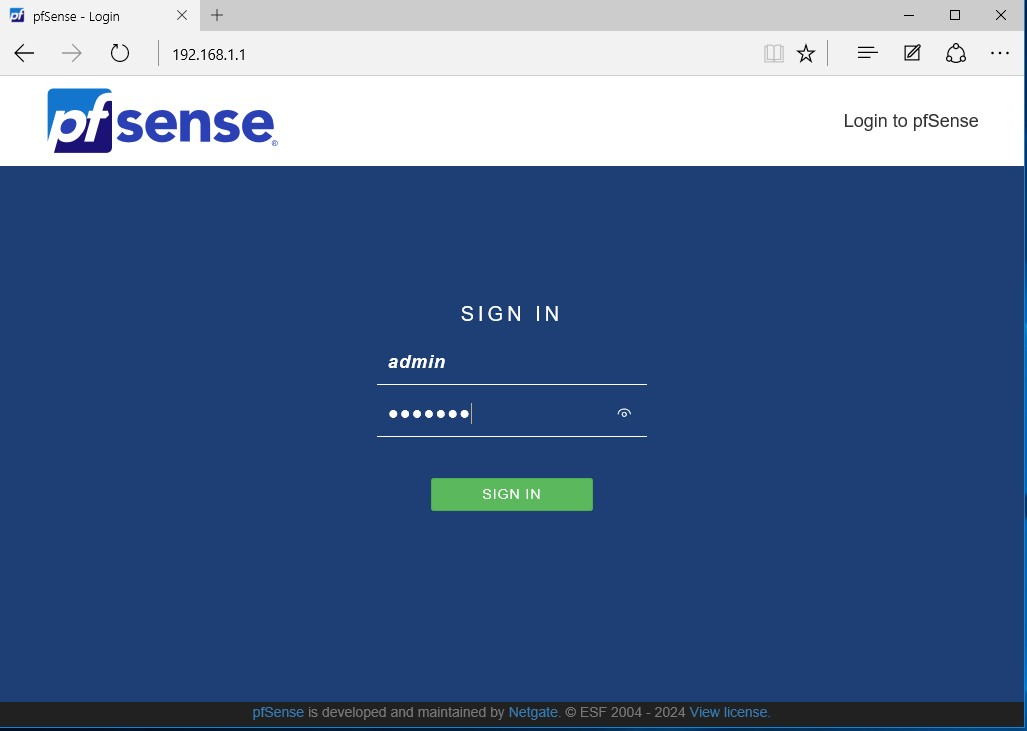 pfSense - Login
192.168.1.1
pfsense®
Login to pfSense
SIGN IN
admin
●●●●●●●
SIGN IN
pfSense is developed and maintained by Netgate. © ESF 2004 - 2024 View license.